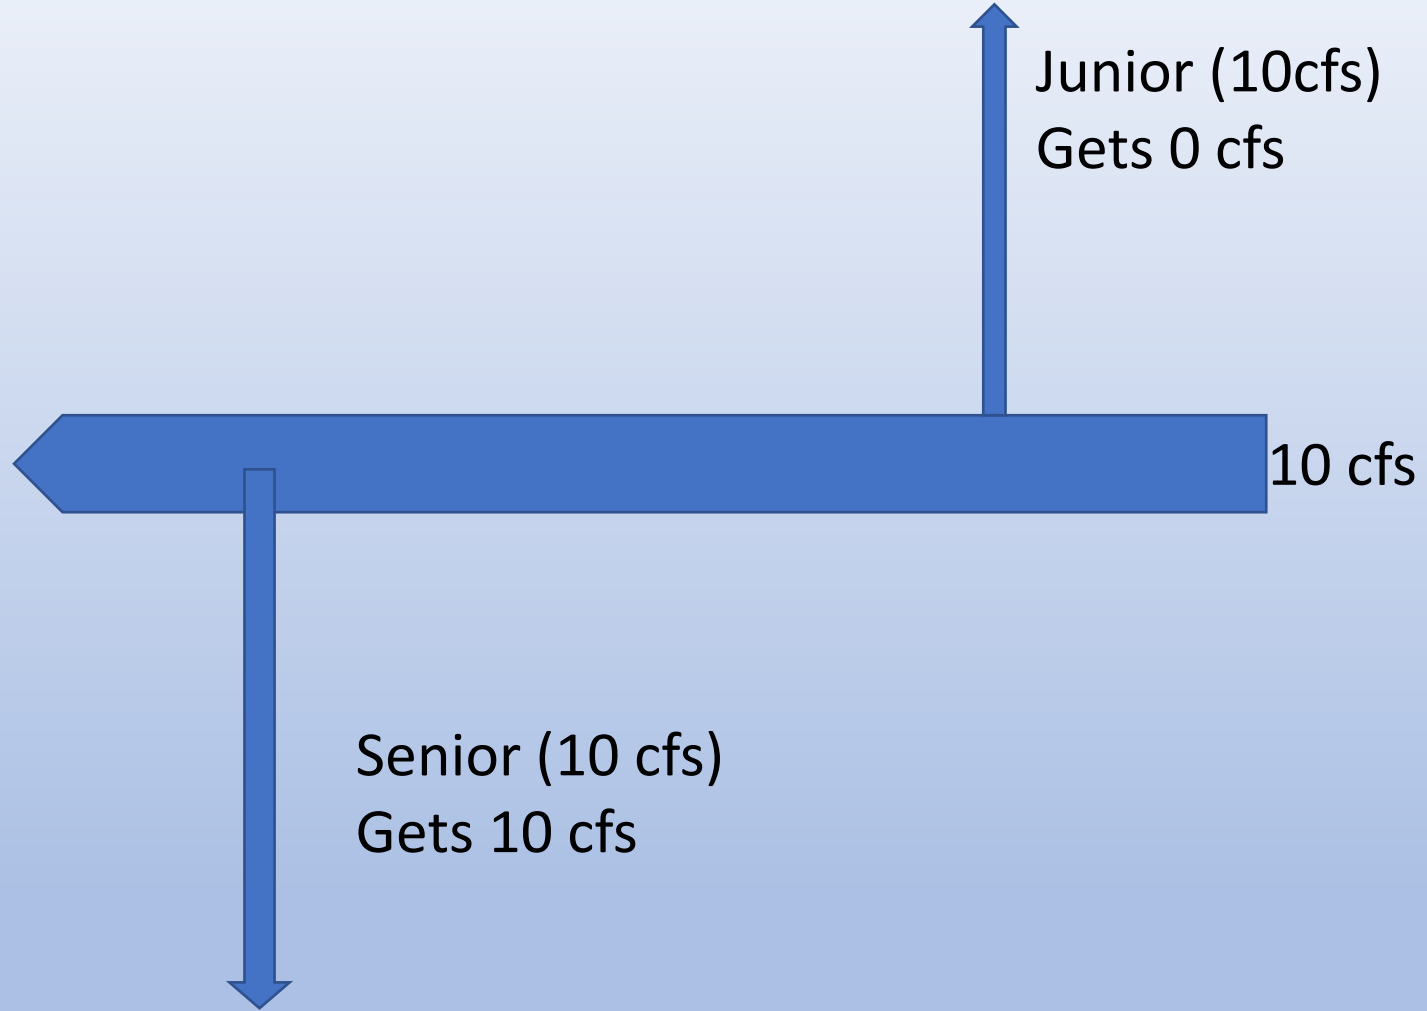 Junior (10cfs)
Gets 0 cfs
10 cfs
Senior (10 cfs)
Gets 10 cfs